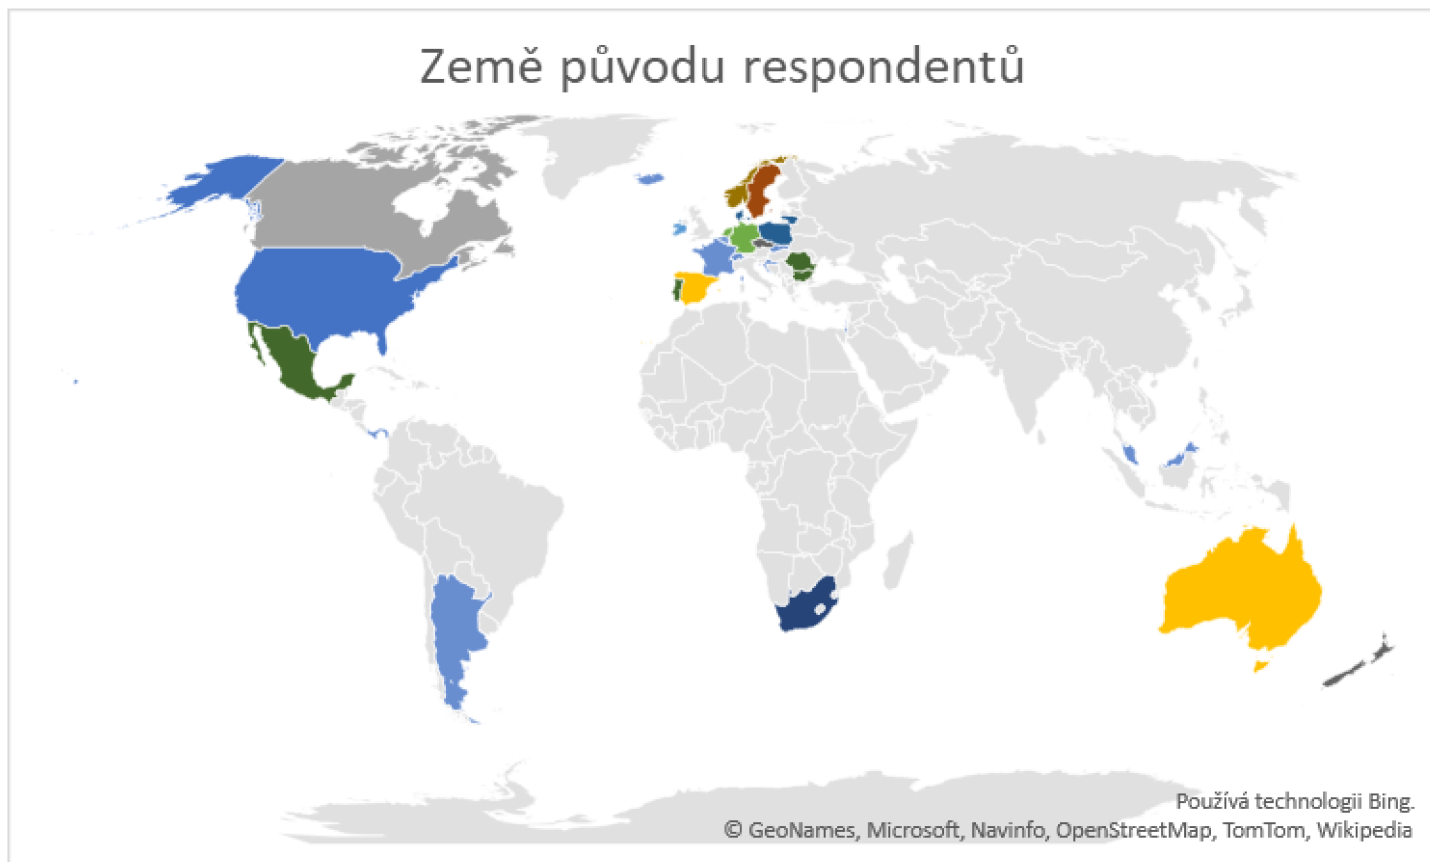 Země původu respondentů
Používá technologii Bing.
© GeoNames, Microsoft, Navinfo, OpenStreetMap, TomTom, Wikipedia